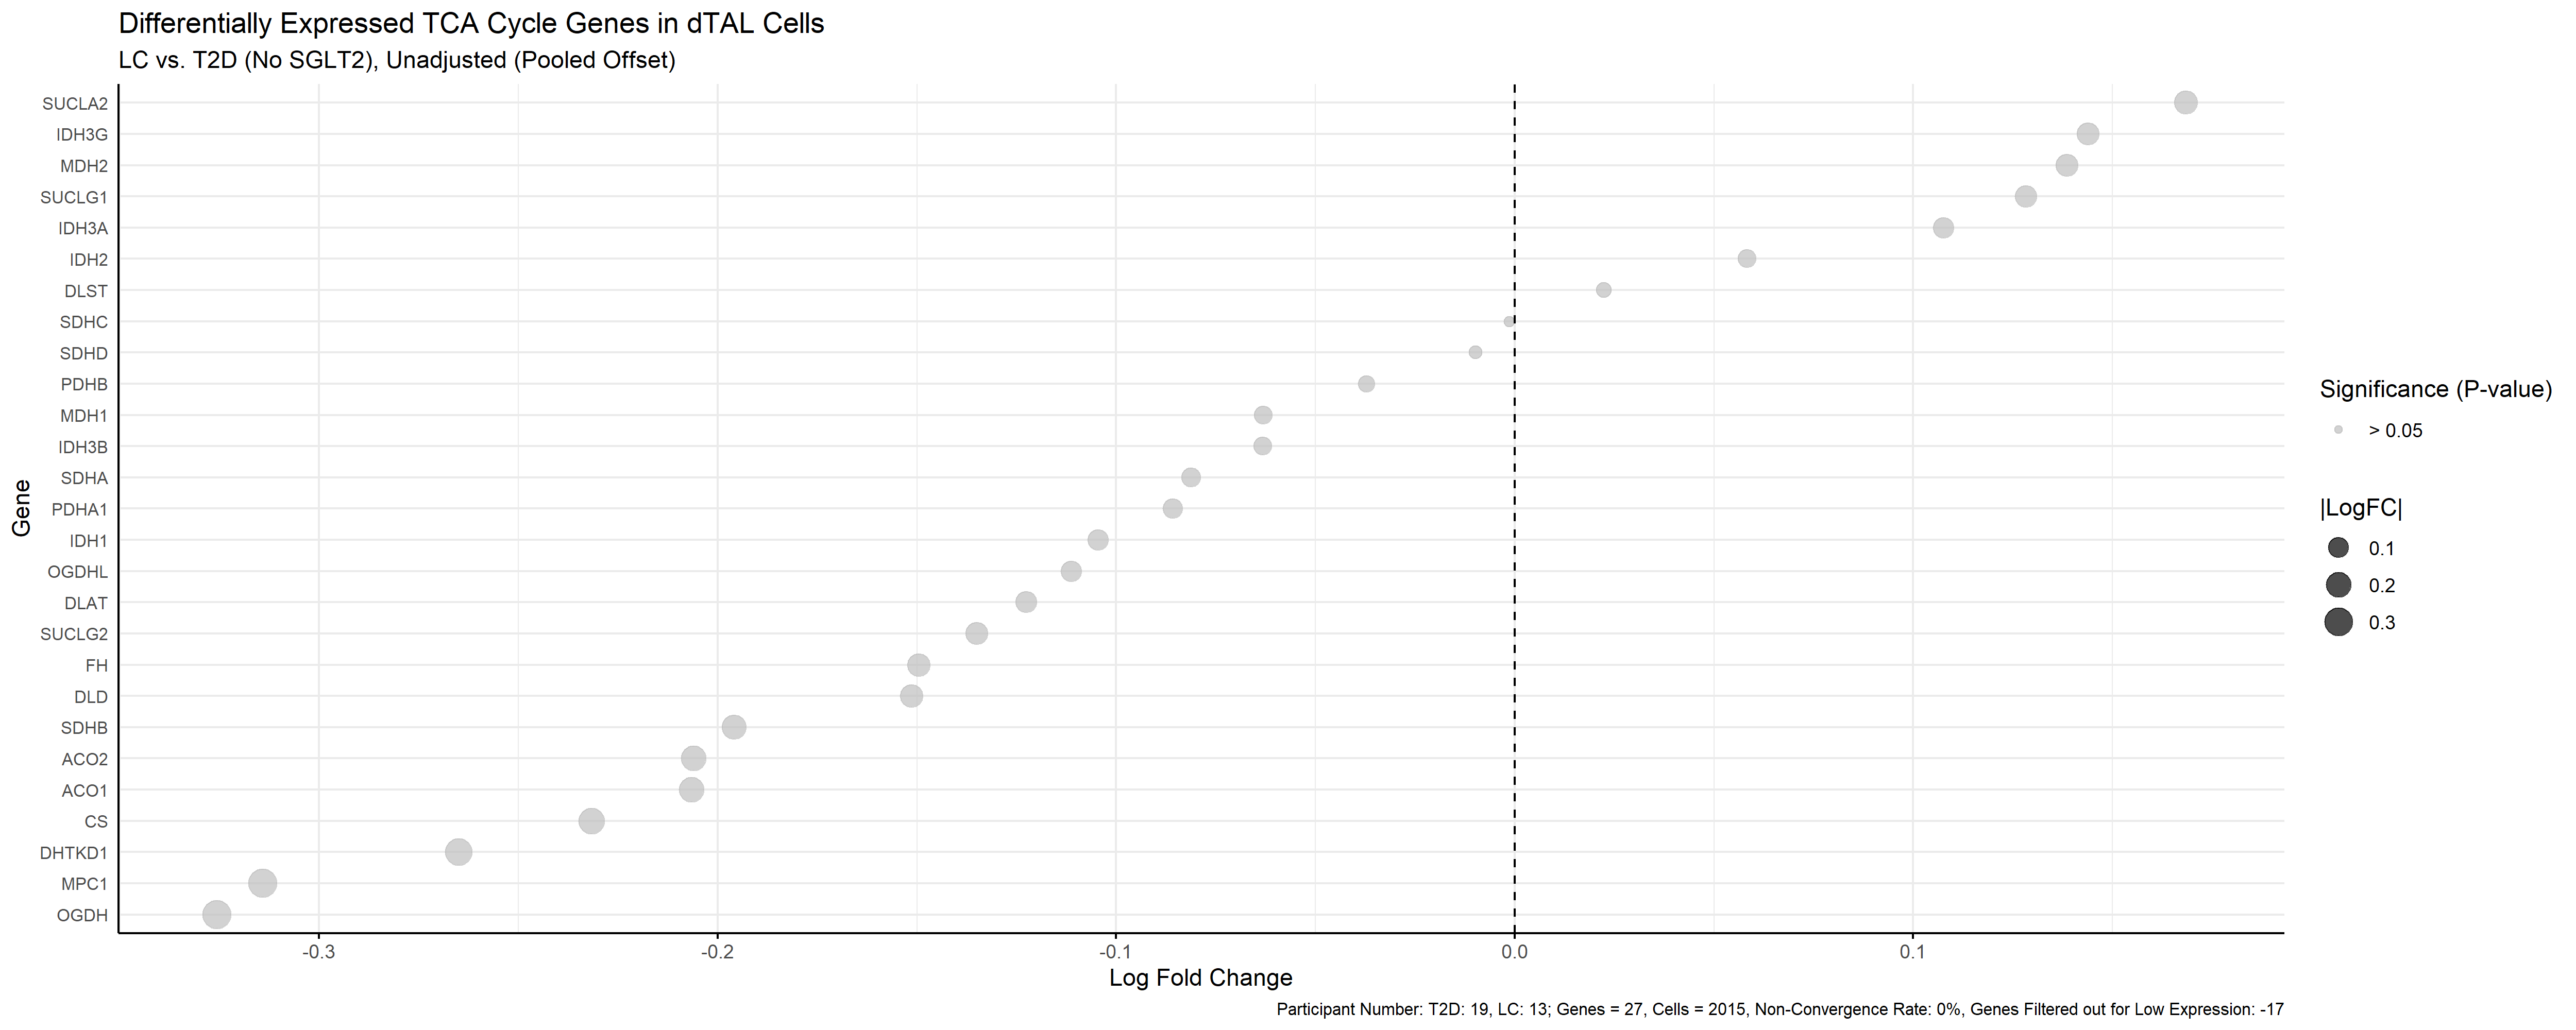 Differentially Expressed TCA Cycle Genes in dTAL Cells
LC vs. T2D (No SGLT2), Unadjusted (Pooled Offset)
Gene
SUCLA2
IDH3G
MDH2
SUCLG1
IDH3A
IDH2
DLST
SDHC
SDHD
PDHB
MDH1
IDH3B
SDHA
PDHA1
IDH1
OGDHL
DLAT
SUCLG2
FH
DLD
SDHB
ACO2
ACO1
CS
DHTKD1
MPC1
OGDH
-0.3 -0.2 -0.1 0.0 0.1
Log Fold Change
Significance (P-value)
> 0.05
|LogFC|
0.1
0.2
0.3
Participant Number: T2D: 19, LC: 13; Genes = 27, Cells = 2015, Non-Convergence Rate: 0%, Genes Filtered out for Low Expression: -17